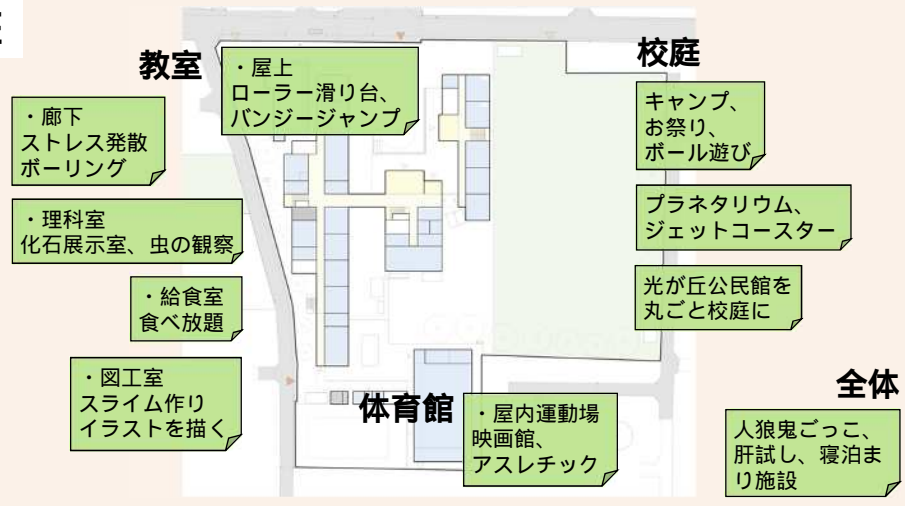 教室
・屋上
ローラー滑り台、
バンジージャンプ
・廊下
ストレス発散
ボーリング
・理科室
化石展示室、虫の観察
・給食室
食べ放題
・図工室
スライム作り
イラストを描く
体育館
・屋内運動場
映画館、
アスレチック
校庭
キャンプ、
お祭り、
ボール遊び
プラネタリウム、
ジェットコースター
光が丘公民館を
丸ごと校庭に
全体
人狼鬼ごっこ、
肝試し、寝泊ま
り施設